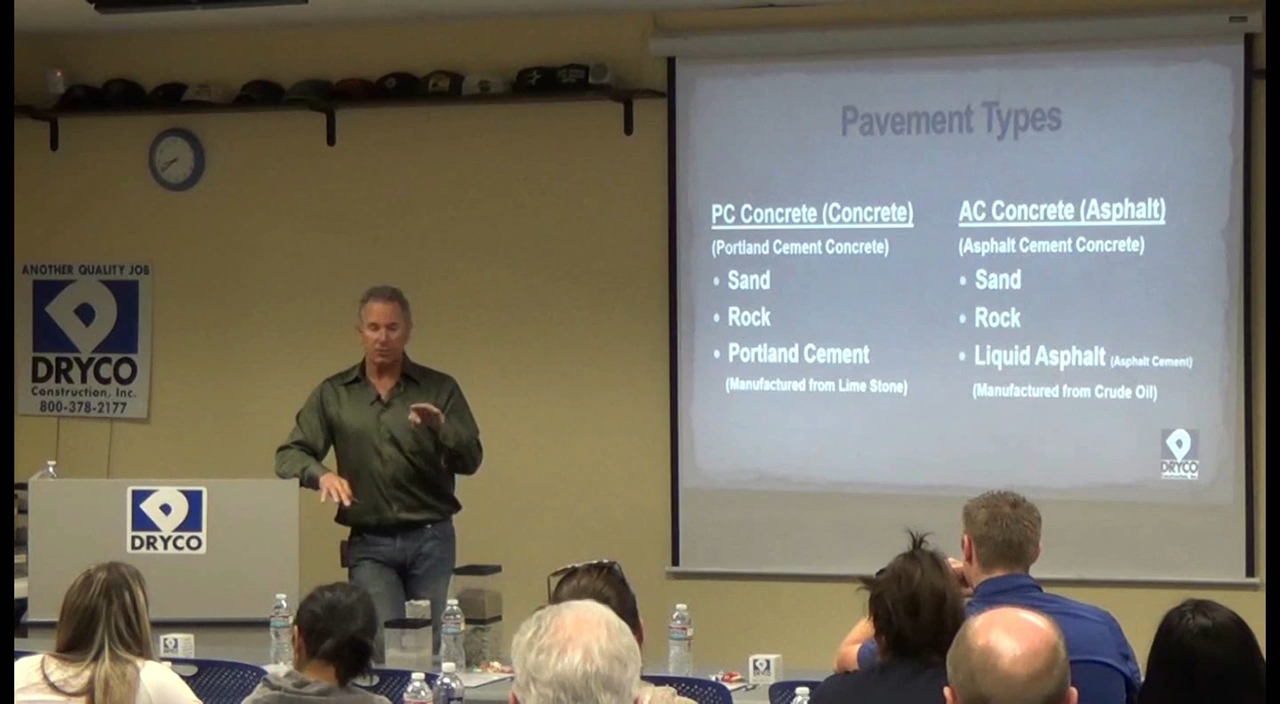 Pavement Types
PC Concrete (Concrete)
(Portland Cement Concrete)
• Sand
• Rock
• Portland Cement
(Manufactured from Lime Stone)
AC Concrete (Asphalt)
(Asphalt Cement Concrete)
• Sand
• Rock
• Liquid Asphalt (Asphalt Cement)
(Manufactured from Crude Oil)
DRYCO
Construction, Inc.
ANOTHER QUALITY JOB
DRYCO
Construction, Inc.
800-378-2177
DRYCO